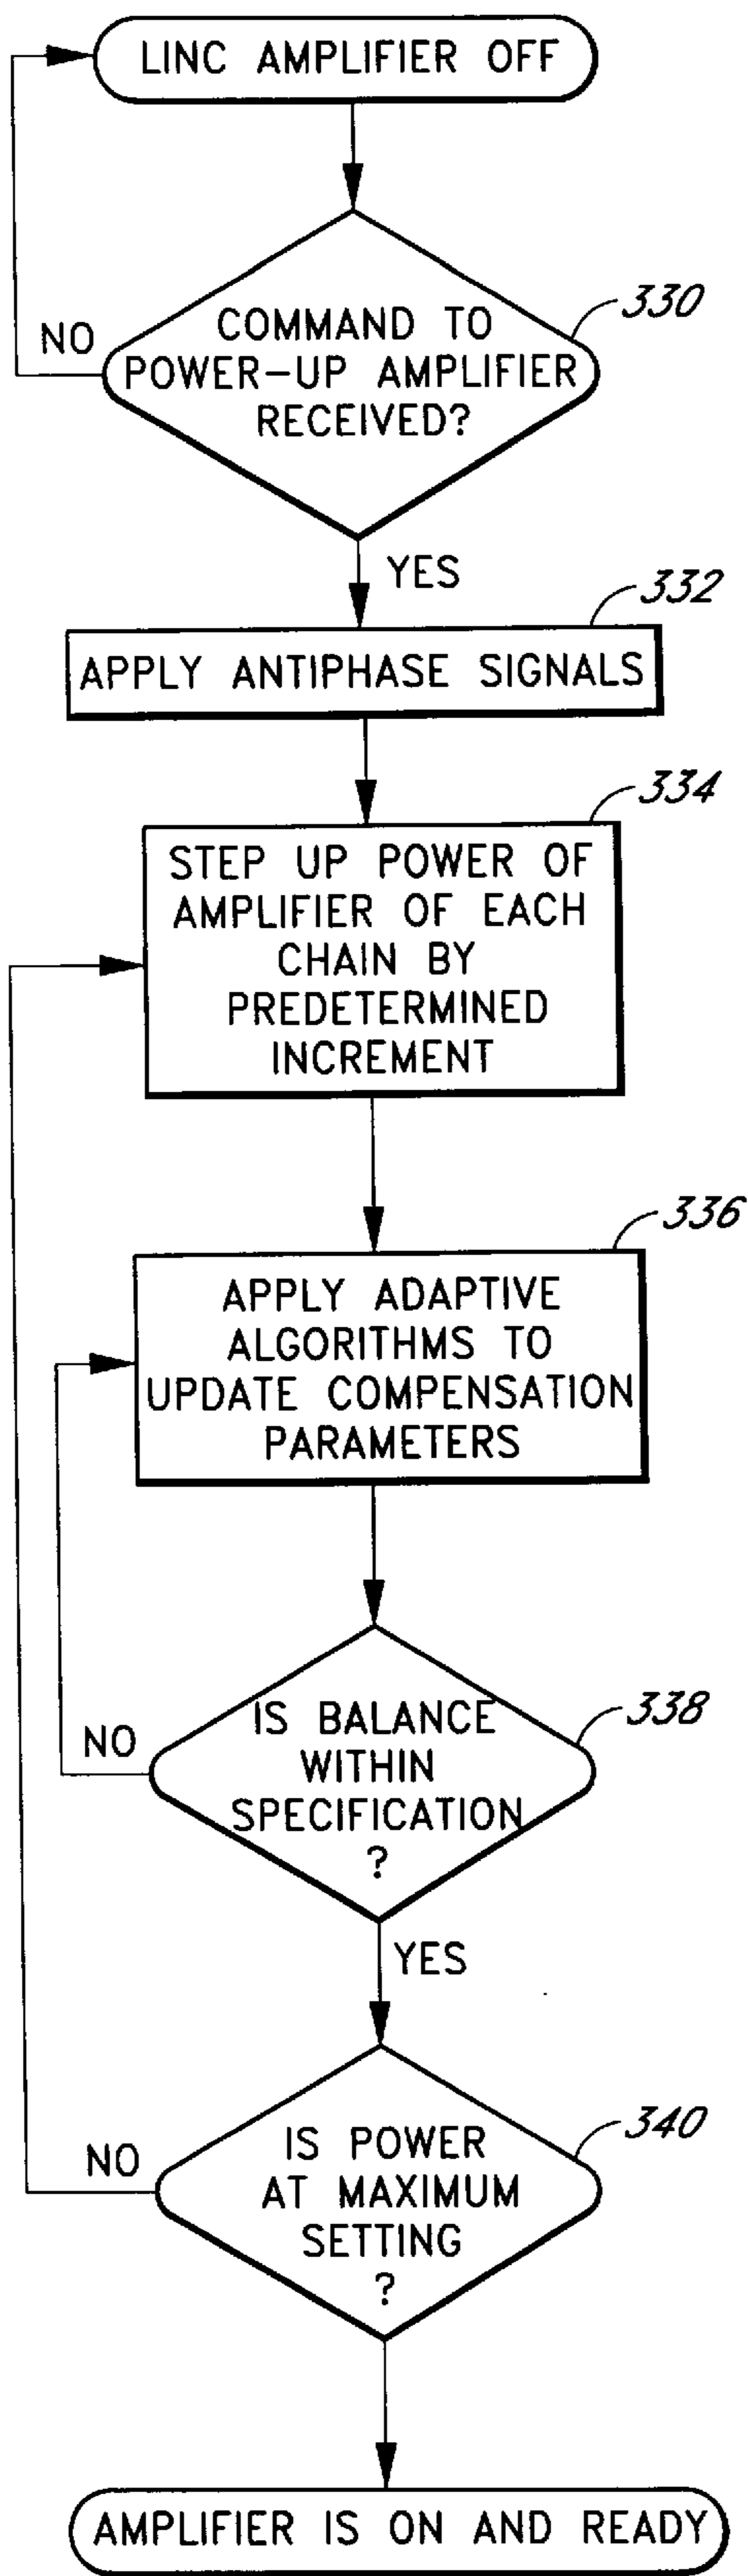 LINC AMPLIFIER OFF
330
COMMAND TO
POWER-UP AMPLIFIER
RECEIVED?
NO
YES
332
APPLY ANTIPHASE SIGNALS
334
STEP UP POWER OF
AMPLIFIER OF EACH
CHAIN BY
PREDETERMINED
INCREMENT
336
APPLY ADAPTIVE
ALGORITHMS TO
UPDATE COMPENSATION
PARAMETERS
338
IS BALANCE
WITHIN
SPECIFICATION
?
NO
YES
340
IS POWER
AT MAXIMUM
SETTING
?
NO
AMPLIFIER IS ON AND READY